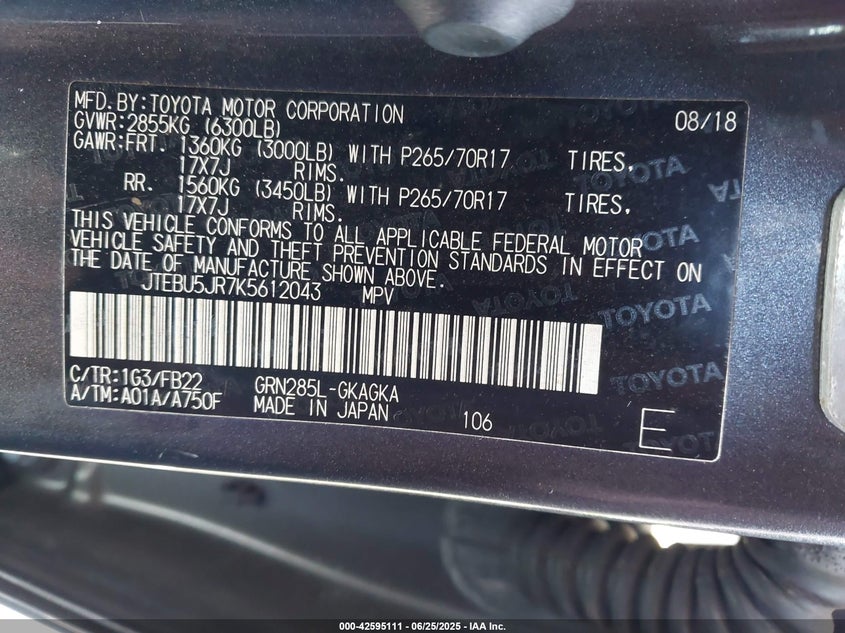 MFD.BY:TOYOTA MOTOR CORPORATION 08/18
GVWR:2855KG (6300LB)
GAWR:FRT. 1360KG (3000LB) WITH P265/70R17 TIRES,
17X7J RIMS.
RR. 1560KG (3450LB) WITH P265/70R17 TIRES,
17X7J RIMS.
THIS VEHICLE CONFORMS TO ALL APPLICABLE FEDERAL MOTOR
VEHICLE SAFETY AND THEFT PREVENTION STANDARDS IN EFFECT ON
THE DATE OF MANUFACTURE SHOWN ABOVE.
JTEBU5JR7K5612043 MPV
TOYOTA
C/TR:1G3/FB22 GRN285L-GKAGKA
A/TM:A01A/A750F MADE IN JAPAN 106 E
000-42595111 - 06/25/2025 - IAA Inc.